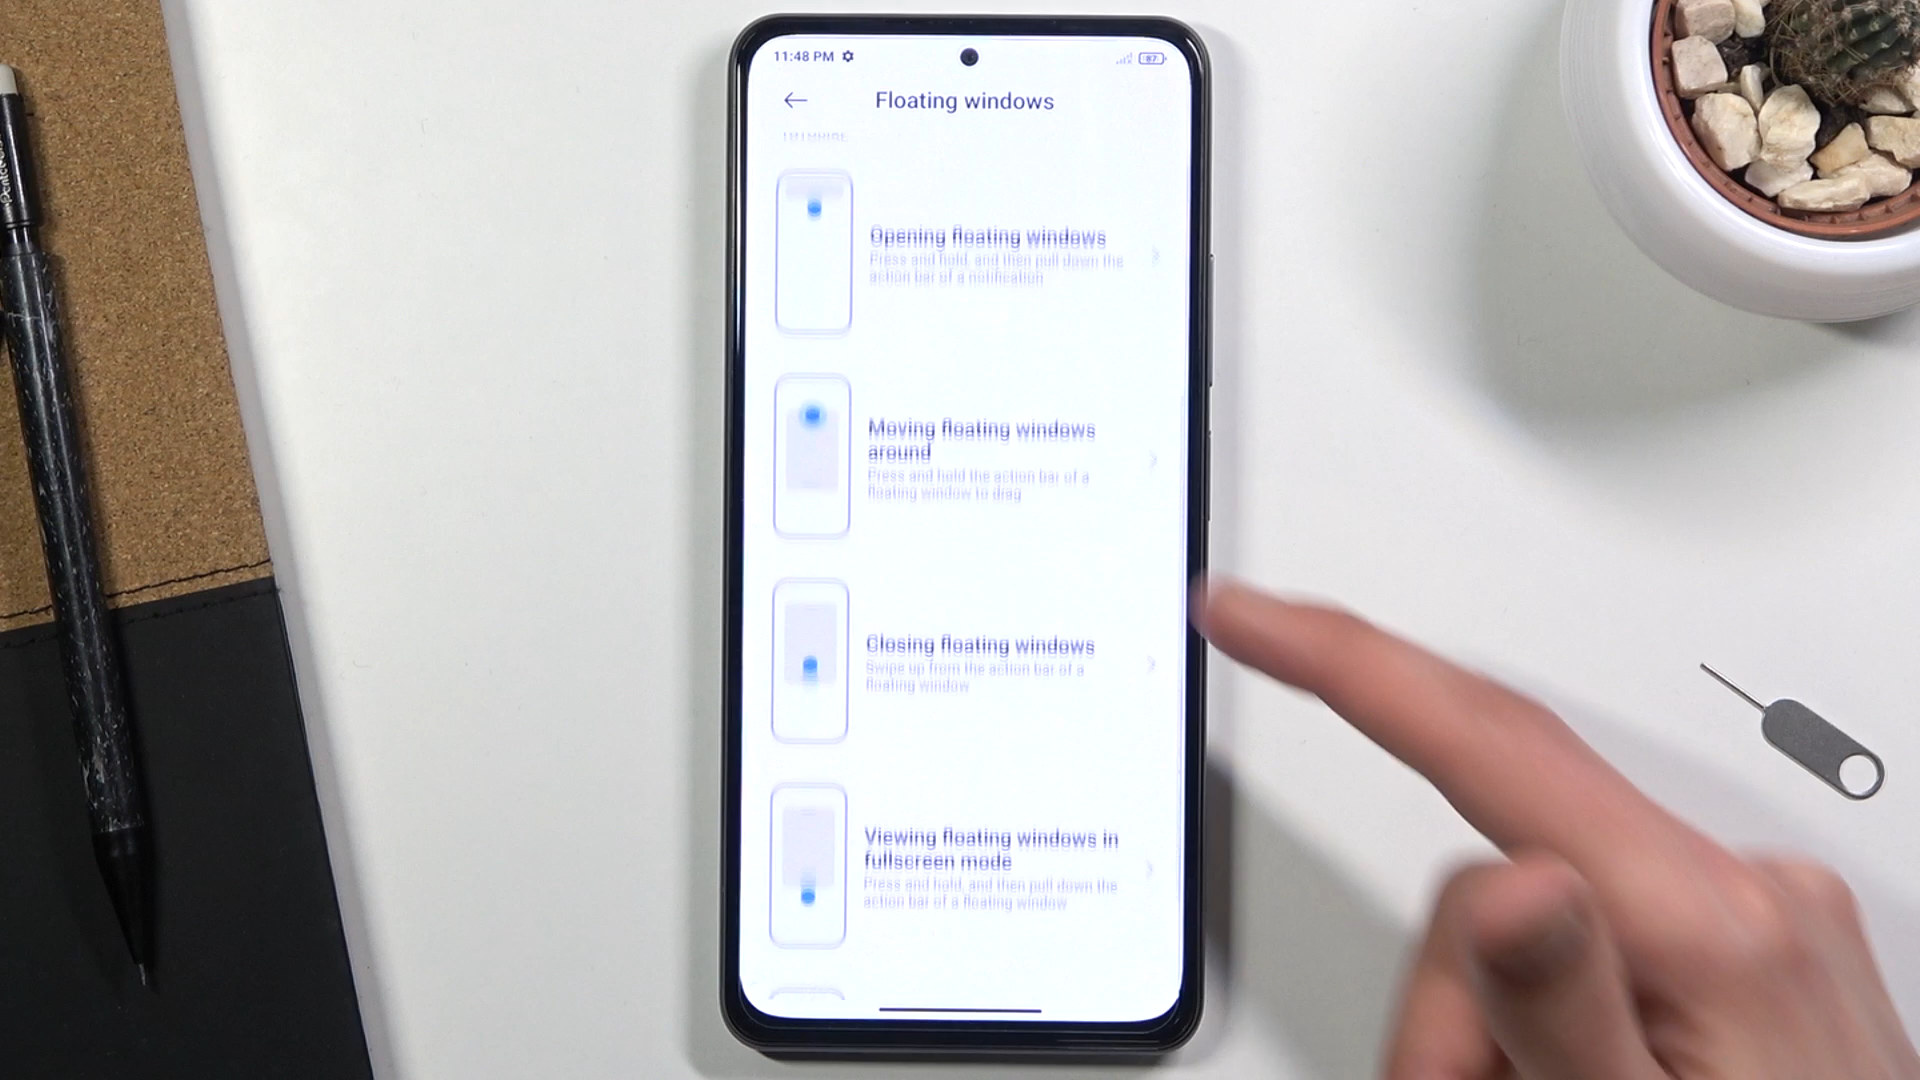 11:48 PM
87
Floating windows
Opening floating windows
Press and hold, and then pull down the
action bar of a notification
Moving floating windows
around
Press and hold the action bar of a
floating window to drag
Closing floating windows
Swipe up from the action bar of a
floating window
Viewing floating windows in
fullscreen mode
Press and hold, and then pull down the
action bar of a floating window